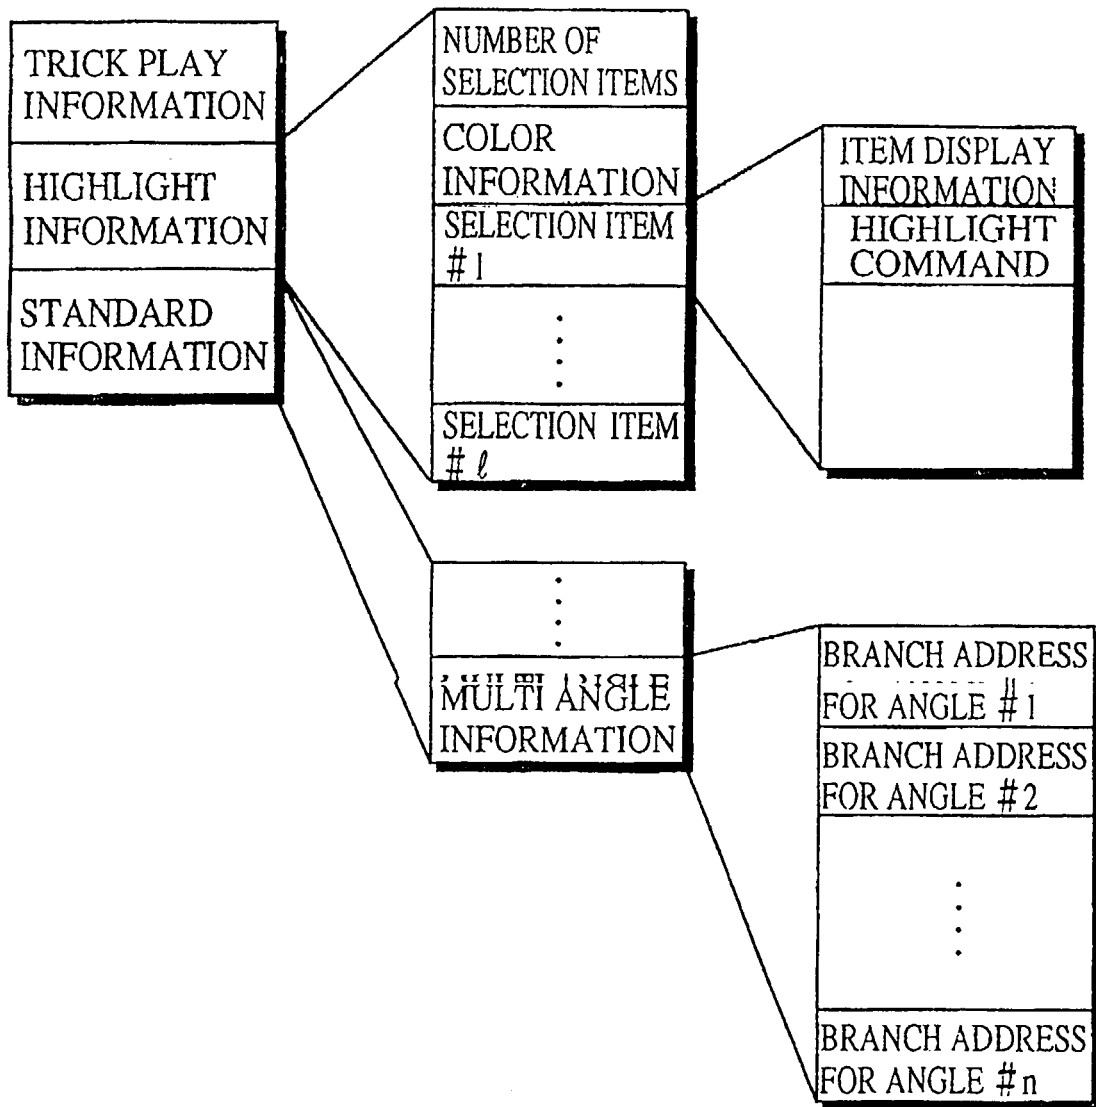 TRICK PLAY
INFORMATION
HIGHLIGHT
INFORMATION
STANDARD
INFORMATION
NUMBER OF
SELECTION ITEMS
COLOR
INFORMATION
SELECTION ITEM
#1
SELECTION ITEM
#ℓ
ITEM DISPLAY
INFORMATION
HIGHLIGHT
COMMAND
MULTI ANGLE
INFORMATION
BRANCH ADDRESS
FOR ANGLE #1
BRANCH ADDRESS
FOR ANGLE #2
BRANCH ADDRESS
FOR ANGLE #n